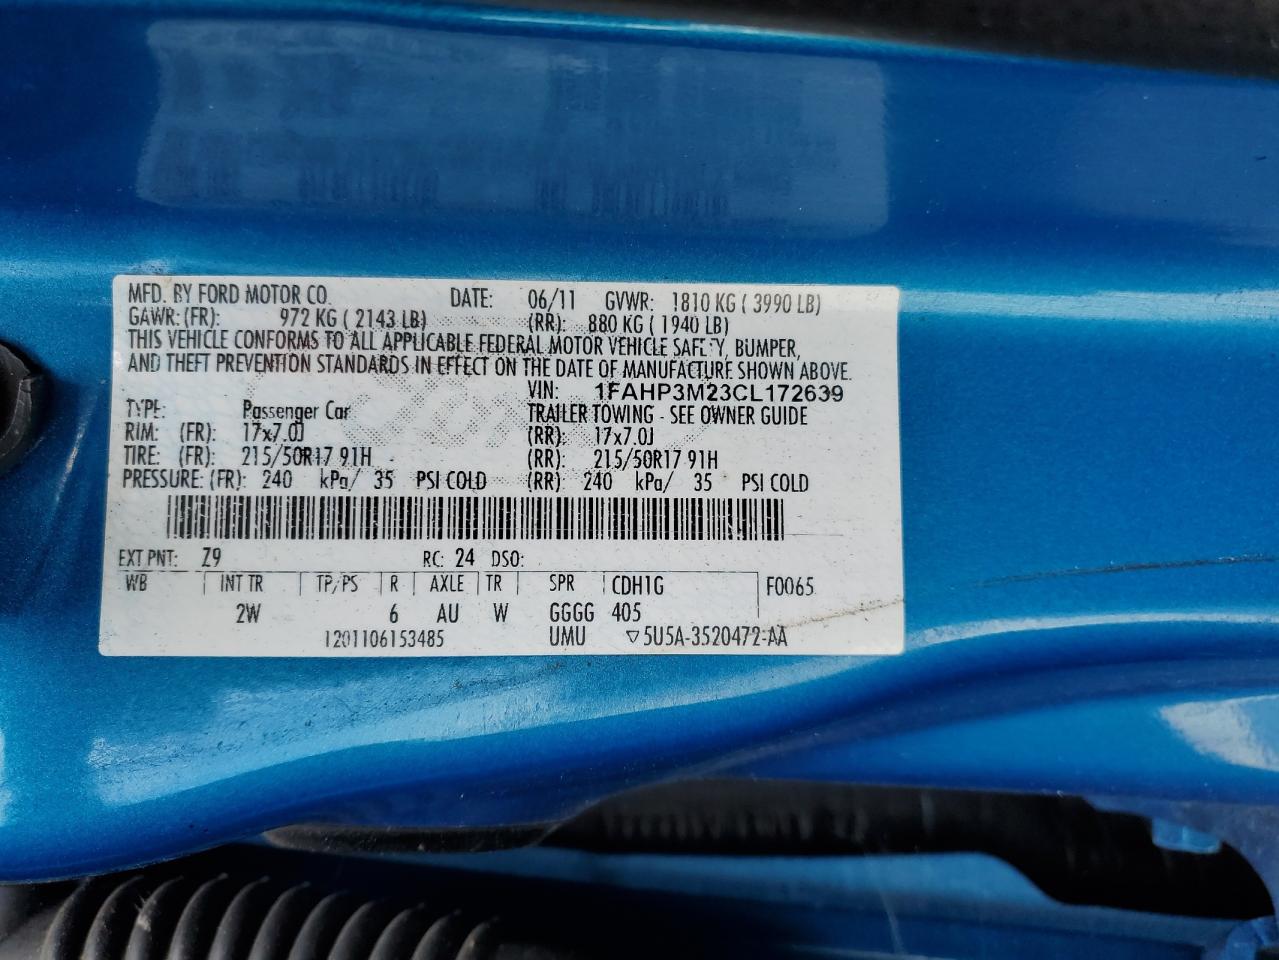 MFD. BY FORD MOTOR CO. DATE: 06/11 GVWR: 1810 KG ( 3990 LB)
GAWR: (FR): 972 KG ( 2143 LB) (RR): 880 KG ( 1940 LB)
THIS VEHICLE CONFORMS TO ALL APPLICABLE FEDERAL MOTOR VEHICLE SAFETY, BUMPER,
AND THEFT PREVENTION STANDARDS IN EFFECT ON THE DATE OF MANUFACTURE SHOWN ABOVE.
VIN: 1FAHP3M23CL172639
TYPE: Passenger Car TRAILER TOWING - SEE OWNER GUIDE
RIM: (FR): 17x7.0J (RR): 17x7.0J
TIRE: (FR): 215/50R17 91H (RR): 215/50R17 91H
PRESSURE: (FR): 240 kPa/ 35 PSI COLD (RR): 240 kPa/ 35 PSI COLD
EXT PNT: Z9 RC: 24 DSO:
WB INT TR TP/PS R AXLE TR SPR CDH1G F0065
2W 6 AU W GGGG 405
1201106153485 UMU ▽5U5A-3520472-AA